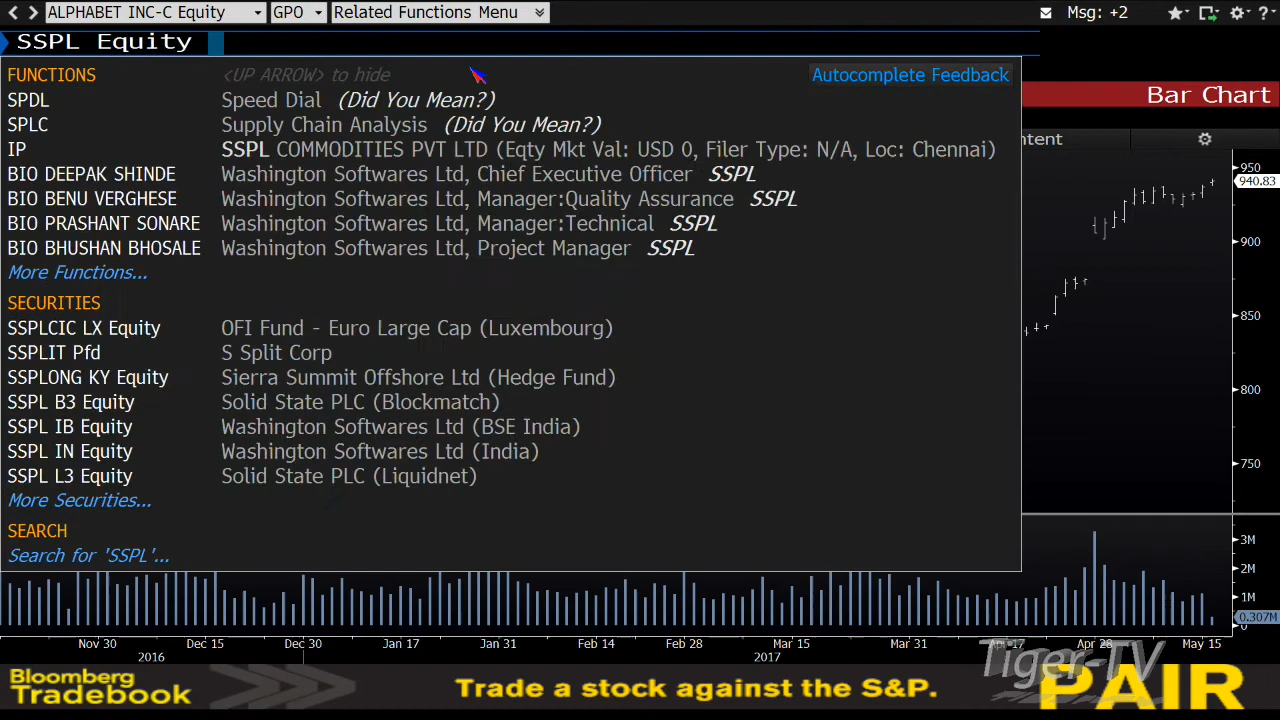 ALPHABET INC-C Equity GPO Related Functions Menu Msg: +2 ?
SSPL Equity
Bar Chart
FUNCTIONS <UP ARROW> to hide Autocomplete Feedback
SPDL Speed Dial (Did You Mean?)
SPLC Supply Chain Analysis (Did You Mean?)
IP SSPL COMMODITIES PVT LTD (Eqty Mkt Val: USD 0, Filer Type: N/A, Loc: Chennai)
BIO DEEPAK SHINDE Washington Softwares Ltd, Chief Executive Officer SSPL
BIO BENU VERGHESE Washington Softwares Ltd, Manager:Quality Assurance SSPL
BIO PRASHANT SONARE Washington Softwares Ltd, Manager:Technical SSPL
BIO BHUSHAN BHOSALE Washington Softwares Ltd, Project Manager SSPL
More Functions...
SECURITIES
SSPLCIC LX Equity OFI Fund - Euro Large Cap (Luxembourg)
SSPLIT Pfd S Split Corp
SSPLONG KY Equity Sierra Summit Offshore Ltd (Hedge Fund)
SSPL B3 Equity Solid State PLC (Blockmatch)
SSPL IB Equity Washington Softwares Ltd (BSE India)
SSPL IN Equity Washington Softwares Ltd (India)
SSPL L3 Equity Solid State PLC (Liquidnet)
More Securities...
SEARCH
Search for 'SSPL'...
ntent
950
940.83
900
850
800
750
3M
2M
1M
0.307M
0
Nov 30 Dec 15 Dec 30 Jan 17 Jan 31 Feb 14 Feb 28 Mar 15 Mar 31 Apr 17 Apr 28 May 15
2016 2017
Tiger-TV
Bloomberg
Tradebook
Trade a stock against the S&P.
PAIR